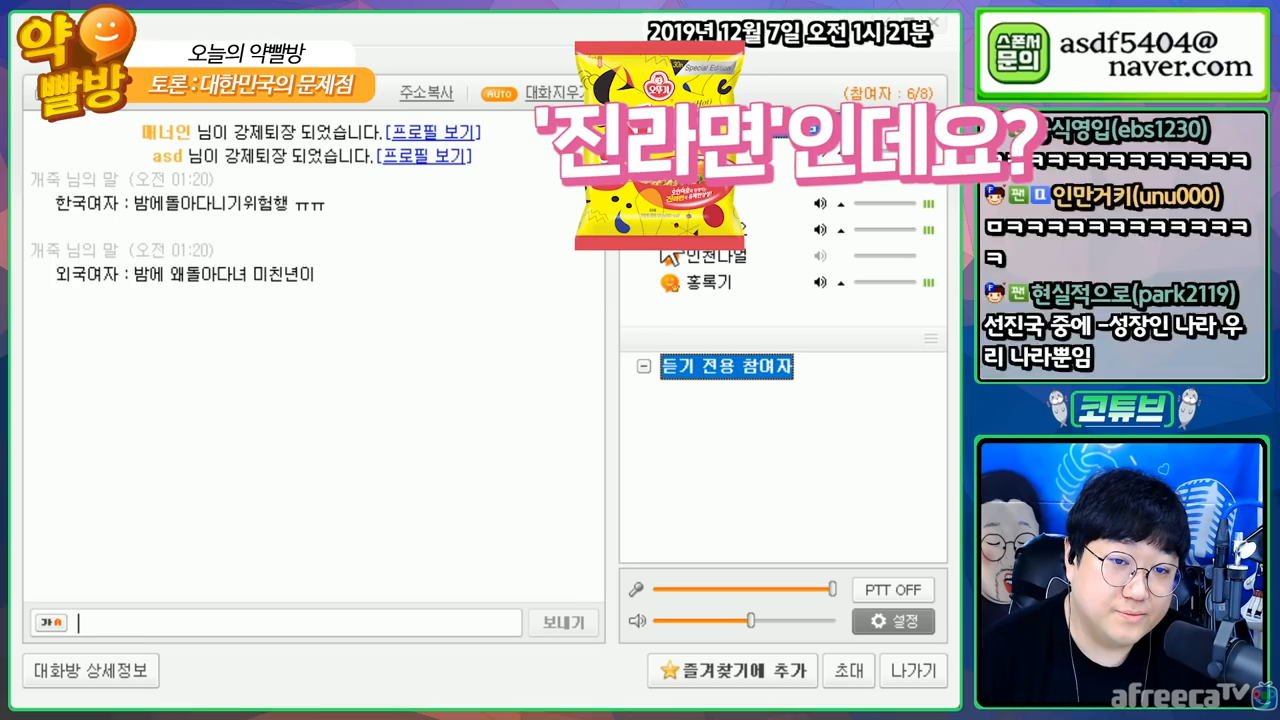 약빵방
오늘의 약빵방
토론 : 대한민국의 문제점
2019년 12월 7일 오전 1시 21분
주소복사
AUTO
대화지우기
(참여자 : 6/8)
Special Edition
오뚜기
'진라면'인데요?
매너인 님이 강제퇴장 되었습니다.[프로필 보기]
asd 님이 강제퇴장 되었습니다.[프로필 보기]
개죽 님의 말 (오전 01:20)
한국여자 : 밤에돌아다니기위험행 ㅠㅠ
개죽 님의 말 (오전 01:20)
외국여자 : 밤에 왜돌아다녀 미친년이
인천나얼
홍록기
듣기 전용 참여자
PTT OFF
설정
가A
보내기
대화방 상세정보
즐겨찾기에 추가
초대
나가기
스폰서
문의
asdf5404@
naver.com
식영입(ebs1230)
ㅋㅋㅋㅋㅋㅋㅋㅋㅋㅋㅋ
팬 인만거키(unu000)
ㅁㅋㅋㅋㅋㅋㅋㅋㅋㅋㅋㅋㅋ
ㅋ
팬 현실적으로(park2119)
선진국 중에 -성장인 나라 우
리 나라뿐임
코튜브
afreecaTV